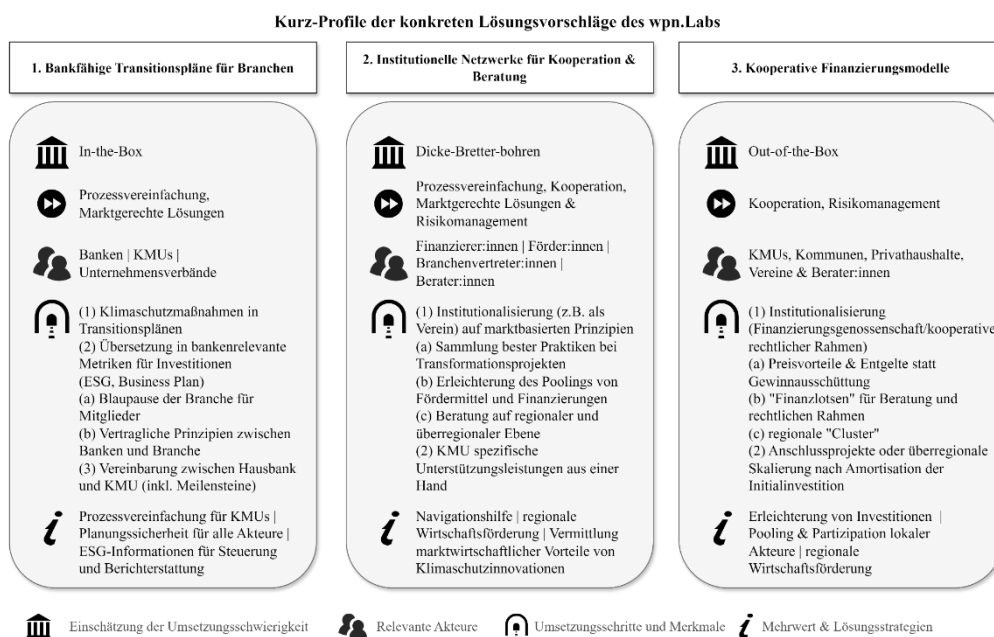 Kurz-Profile der konkreten Lösungsvorschläge des wpn.Labs
1. Bankfähige Transitionspläne für Branchen
In-the-Box
Prozessvereinfachung,
Marktgerechte Lösungen
Banken | KMUs |
Unternehmensverbände
(1) Klimaschutzmaßnahmen in
Transitionsplänen
(2) Übersetzung in bankenrelevante
Metriken für Investitionen
(ESG, Business Plan)
(a) Blaupause der Branche für
Mitglieder
(b) Vertragliche Prinzipien zwischen
Banken und Branche
(3) Vereinbarung zwischen Hausbank
und KMU (inkl. Meilensteine)
Prozessvereinfachung für KMUs |
Planungssicherheit für alle Akteure |
ESG-Informationen für Steuerung
und Berichterstattung
2. Institutionelle Netzwerke für Kooperation &
Beratung
Dicke-Bretter-bohren
Prozessvereinfachung, Kooperation,
Marktgerechte Lösungen &
Risikomanagement
Finanzierer:innen | Förder:innen |
Branchenvertreter:innen |
Berater:innen
(1) Institutionalisierung (z.B. als
Verein) auf marktbasierten Prinzipien
(a) Sammlung bester Praktiken bei
Transformationsprojekten
(b) Erleichterung des Poolings von
Fördermittel und Finanzierungen
(c) Beratung auf regionaler und
überregionaler Ebene
(2) KMU spezifische
Unterstützungsleistungen aus einer
Hand
Navigationshilfe | regionale
Wirtschaftsförderung | Vermittlung
marktwirtschaftlicher Vorteile von
Klimaschutzinnovationen
3. Kooperative Finanzierungsmodelle
Out-of-the-Box
Kooperation, Risikomanagement
KMUs, Kommunen, Privathaushalte,
Vereine & Berater:innen
(1) Institutionalisierung
(Finanzierungsgenossenschaft/kooperativer
rechtlicher Rahmen)
(a) Preisvorteile & Entgelte statt
Gewinnausschüttung
(b) "Finanzlotsen" für Beratung und
rechtlichen Rahmen
(c) regionale "Cluster"
(2) Anschlussprojekte oder überregionale
Skalierung nach Amortisation der
Initialinvestition
Erleichterung von Investitionen |
Pooling & Partizipation lokaler
Akteure | regionale
Wirtschaftsförderung
Einschätzung der Umsetzungsschwierigkeit
Relevante Akteure
Umsetzungsschritte und Merkmale
Mehrwert & Lösungsstrategien